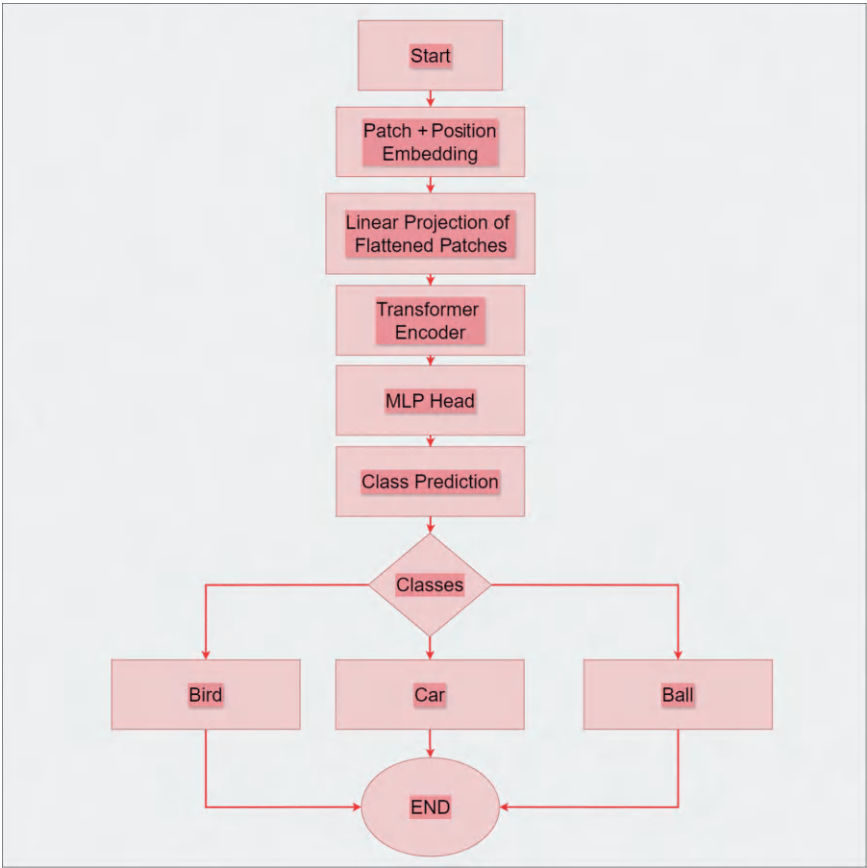 Start
Patch + Position
Embedding
Linear Projection of
Flattened Patches
Transformer
Encoder
MLP Head
Class Prediction
Classes
Bird
Car
Ball
END